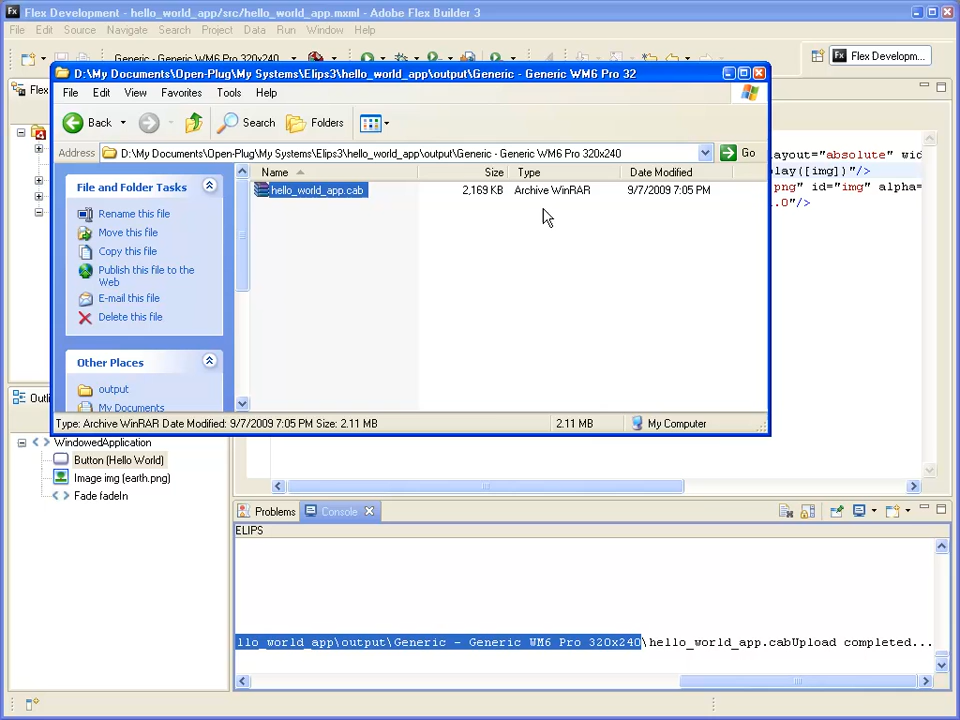 Flex Development - hello_world_app/src/hello_world_app.mxml - Adobe Flex Builder 3
File Edit Source Navigate Search Project Data Run Window Help
Generic - Generic WM6 Pro 320x240
Flex Developm...
D:\My Documents\Open-Plug\My Systems\Elips3\hello_world_app\output\Generic - Generic WM6 Pro 32
File Edit View Favorites Tools Help
Back Search Folders
Address D:\My Documents\Open-Plug\My Systems\Elips3\hello_world_app\output\Generic - Generic WM6 Pro 320x240 Go
Name Size Type Date Modified
hello_world_app.cab 2,169 KB Archive WinRAR 9/7/2009 7:05 PM
File and Folder Tasks
Rename this file
Move this file
Copy this file
Publish this file to the
Web
E-mail this file
Delete this file
Other Places
output
My Documents
Type: Archive WinRAR Date Modified: 9/7/2009 7:05 PM Size: 2.11 MB 2.11 MB My Computer
Flex
ayout="absolute" wid
play([img])"/>
png" id="img" alpha=
.0"/>
Outli
WindowedApplication
Button (Hello World)
Image img (earth.png)
Fade fadeIn
Problems Console
ELIPS
llo_world_app\output\Generic - Generic WM6 Pro 320x240\hello_world_app.cabUpload completed...